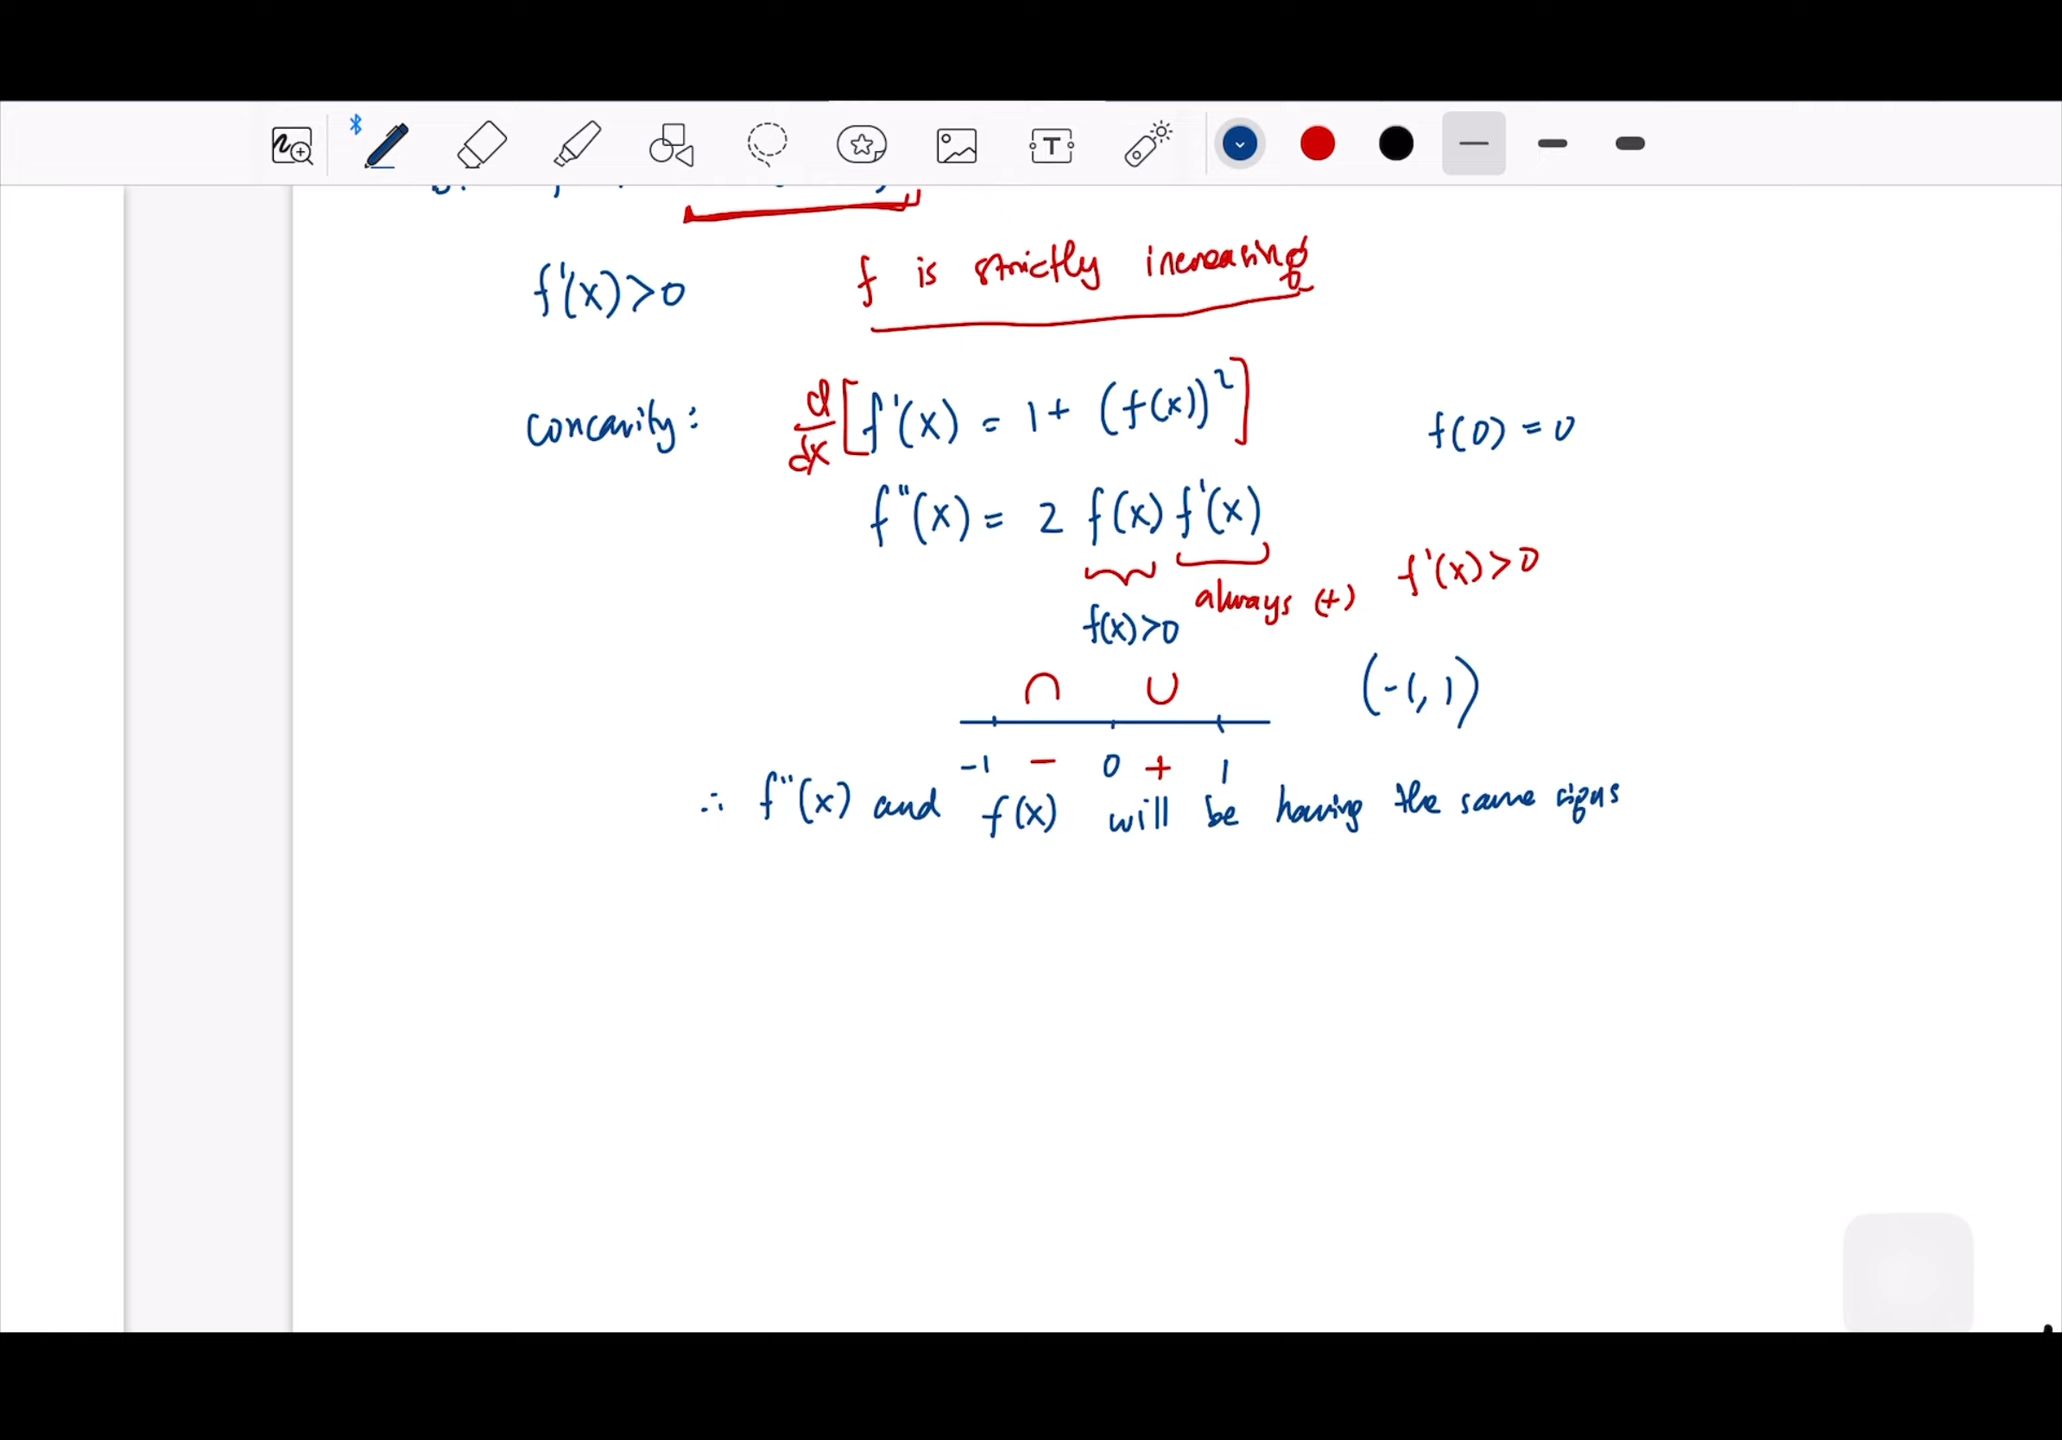 f'(x) > 0
f is strictly increasing
concavity: d/dx [f'(x) = 1 + (f(x))²]
f(0) = 0
f''(x) = 2 f(x) f'(x)
always (+) f'(x) > 0
f(x) > 0
∩ ∪ (-1, 1)
-1 − 0 + 1
∴ f''(x) and f(x) will be having the same signs